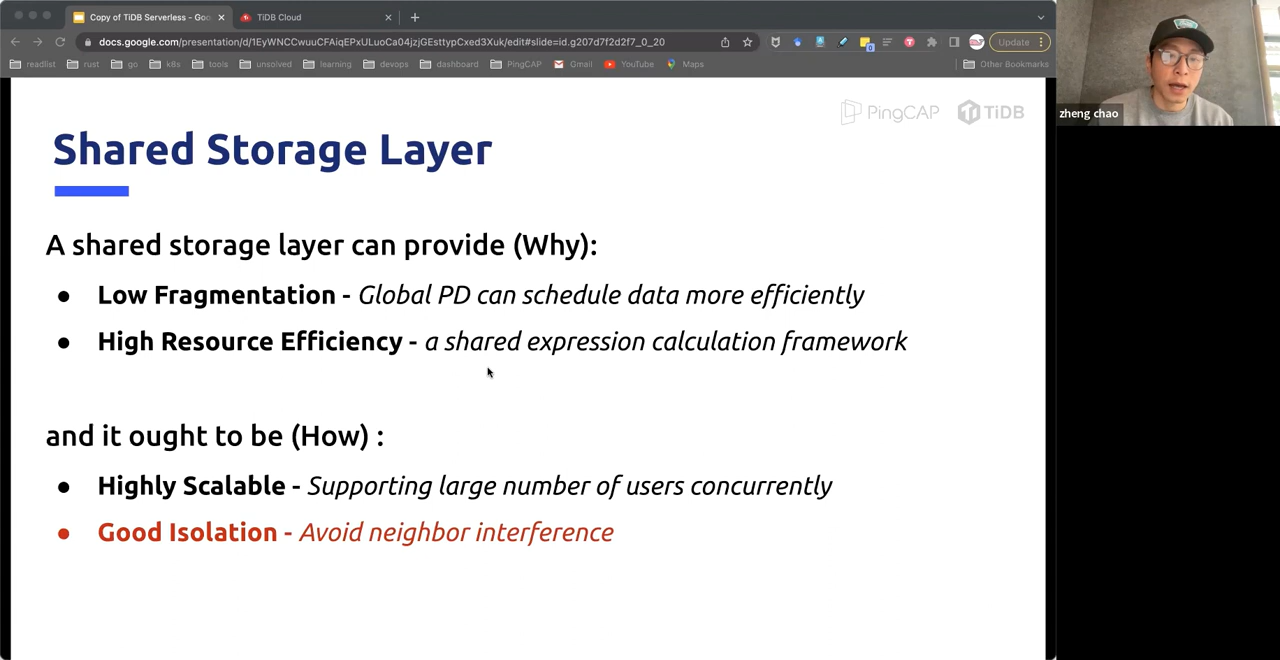 Copy of TiDB Serverless - Goo
TiDB Cloud
docs.google.com/presentation/d/1EyWNCCwuuCFAiqEPxULuoCa04jzjGEsttypCxed3Xuk/edit#slide=id.g207d7f2d2f7_0_20
0
Update
readlist rust go k8s tools unsolved learning devops dashboard PingCAP Gmail YouTube Maps Other Bookmarks
PingCAP TiDB
zheng chao
Shared Storage Layer
A shared storage layer can provide (Why):
● Low Fragmentation - Global PD can schedule data more efficiently
● High Resource Efficiency - a shared expression calculation framework
and it ought to be (How) :
● Highly Scalable - Supporting large number of users concurrently
● Good Isolation - Avoid neighbor interference